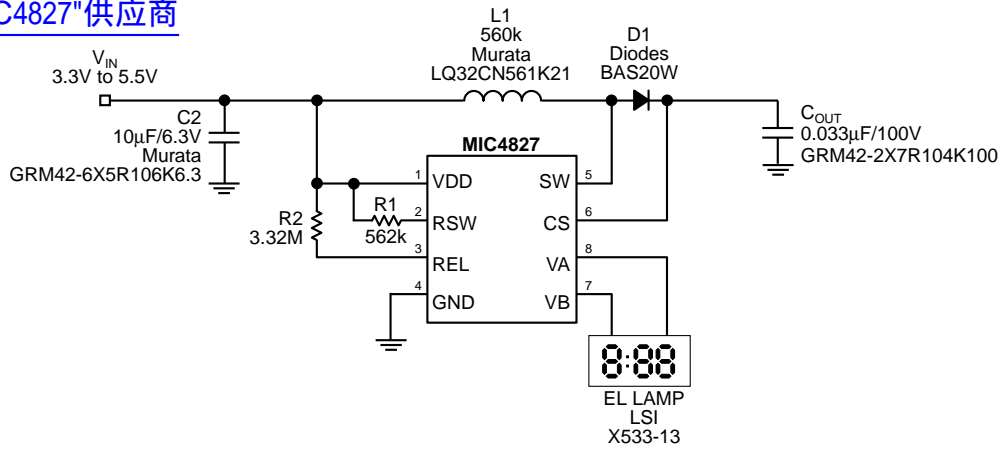 C4827"供应商
L1
560k
Murata
LQ32CN561K21
D1
Diodes
BAS20W
VIN
3.3V to 5.5V
C2
10µF/6.3V
Murata
GRM42-6X5R106K6.3
COUT
0.033µF/100V
GRM42-2X7R104K100
MIC4827
1 VDD
SW 5
R1
562k
2 RSW
CS 6
R2
3.32M
3 REL
VA 8
4 GND
VB 7
8:88
EL LAMP
LSI
X533-13